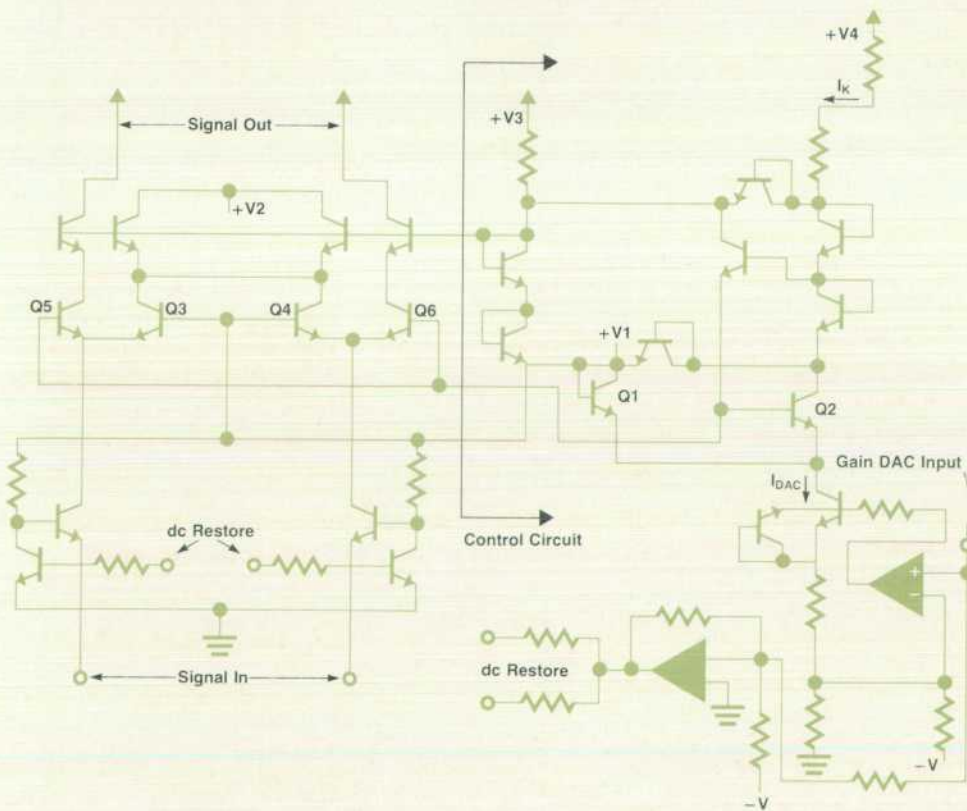 +V4
I_K
Signal Out
+V3
+V2
Q5
Q3
Q4
Q6
+V1
Q1
Q2
Gain DAC Input
I_DAC
dc Restore
Control Circuit
+
−
dc Restore
Signal In
−V
−V